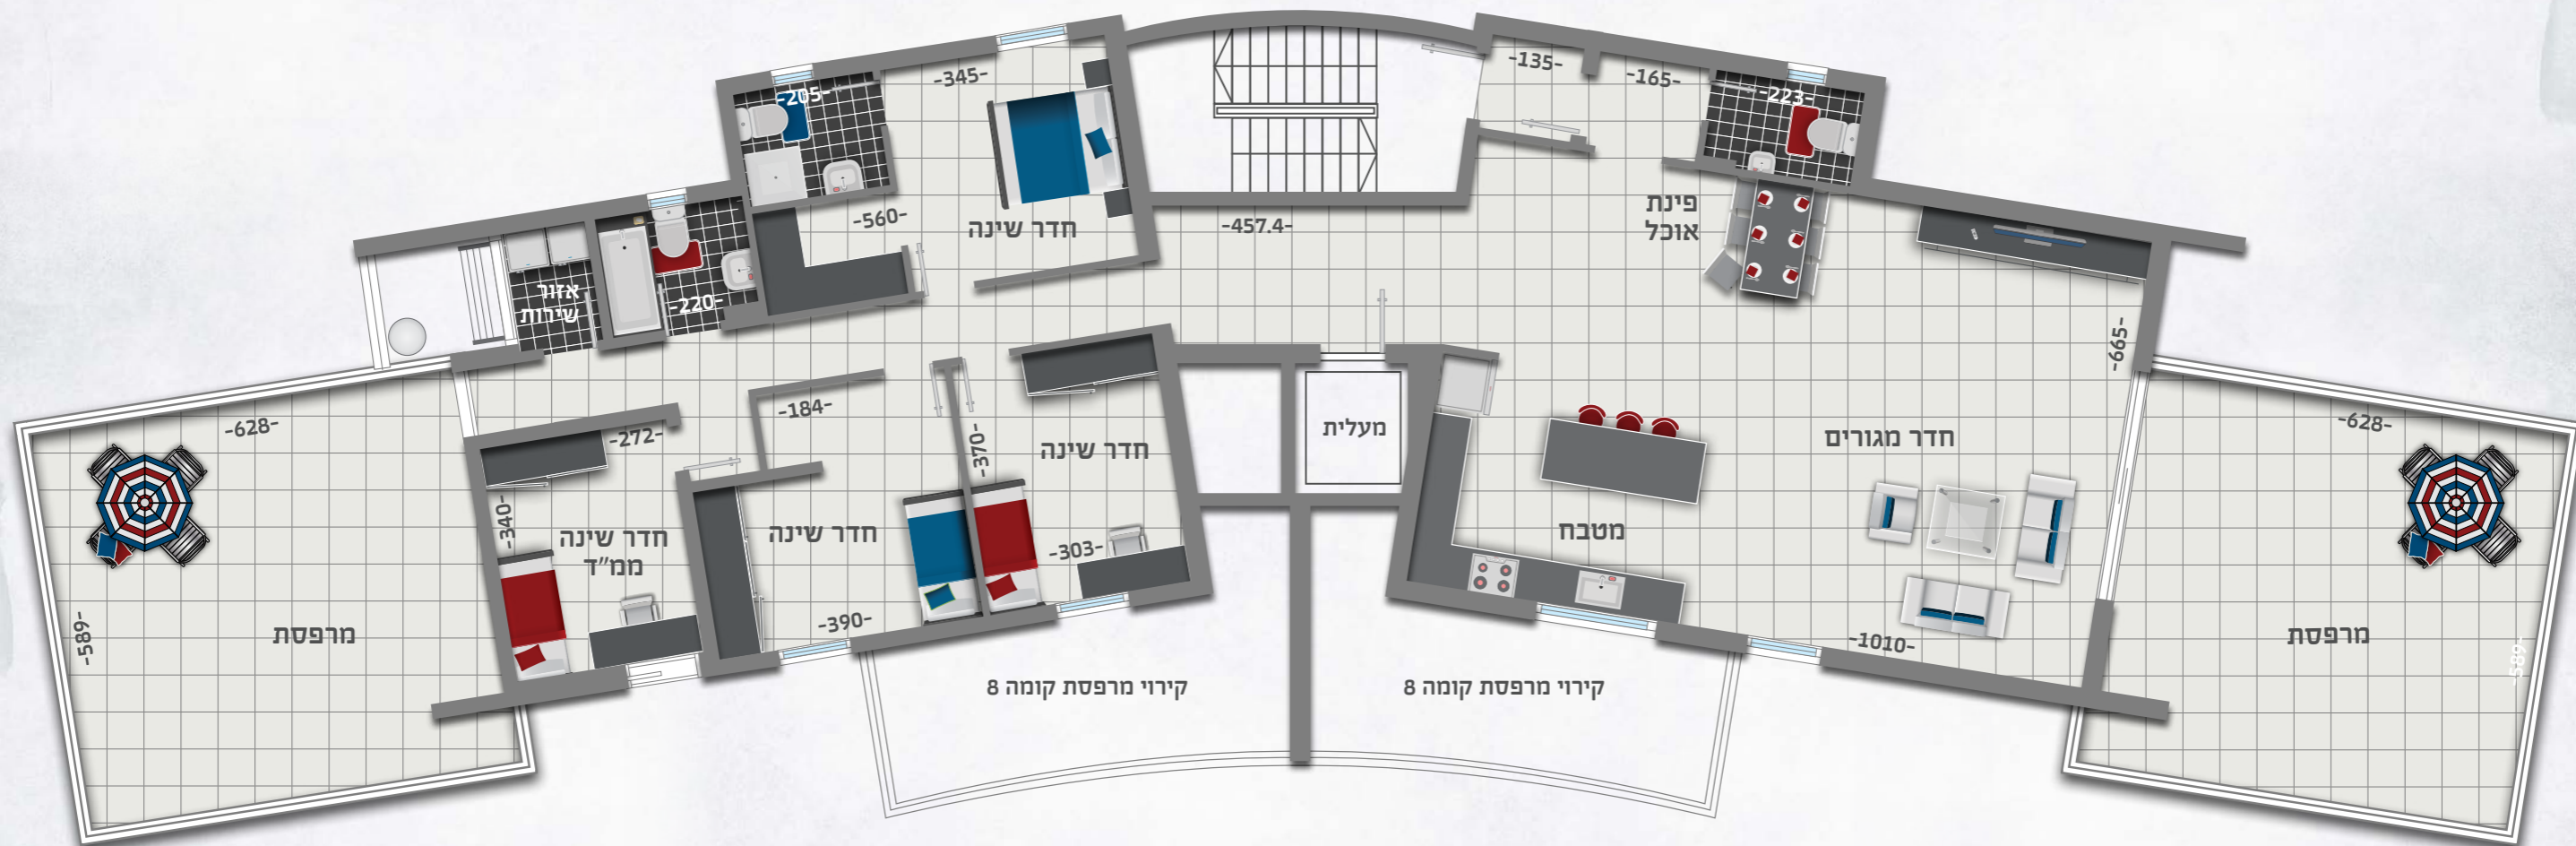 -345-
-205-
-135-
-165-
-223-
-560-
חדר שינה
-457.4-
פינת
אוכל
אזור
שירות
-220-
-665-
-628-
-272-
-184-
-370-
חדר שינה
מעלית
חדר מגורים
-628-
-340-
חדר שינה
ממ"ד
חדר שינה
-303-
מטבח
-589-
מרפסת
-390-
-1010-
מרפסת
-589-
קירוי מרפסת קומה 8
קירוי מרפסת קומה 8